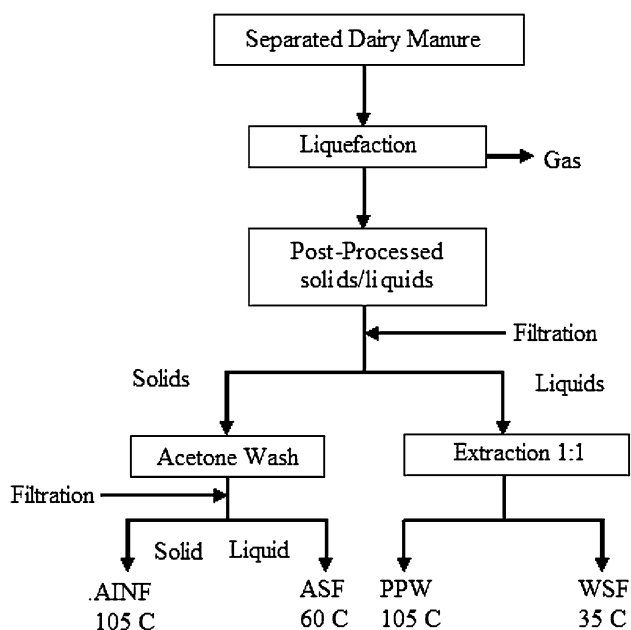 Separated Dairy Manure
Liquefaction
Gas
Post-Processed
solids/liquids
Filtration
Solids
Liquids
Acetone Wash
Extraction 1:1
Filtration
Solid
Liquid
.AINF
105 C
ASF
60 C
PPW
105 C
WSF
35 C